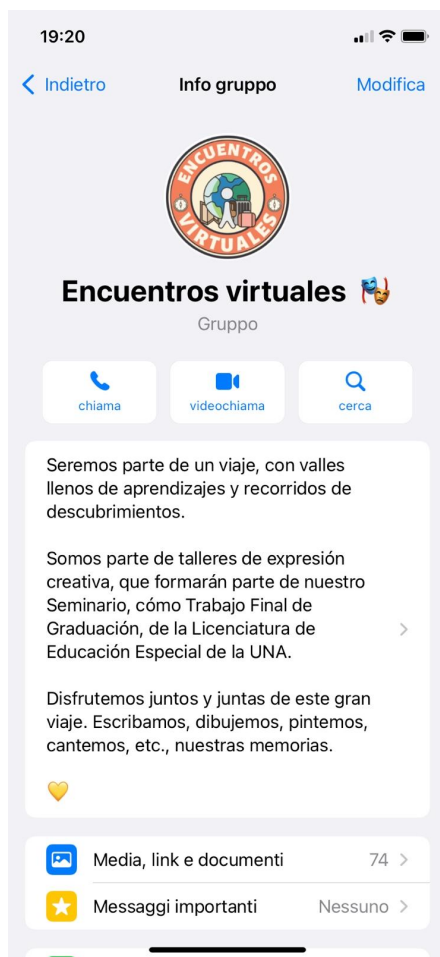 19:20
Indietro
Info gruppo
Modifica
ENCUENTROS
VIRTUALES
Encuentros virtuales 🎭
Gruppo
chiama
videochiama
cerca
Seremos parte de un viaje, con valles
llenos de aprendizajes y recorridos de
descubrimientos.
Somos parte de talleres de expresión
creativa, que formarán parte de nuestro
Seminario, cómo Trabajo Final de
Graduación, de la Licenciatura de
Educación Especial de la UNA.
Disfrutemos juntos y juntas de este gran
viaje. Escribamos, dibujemos, pintemos,
cantemos, etc., nuestras memorias.
💛
Media, link e documenti 74
Messaggi importanti Nessuno